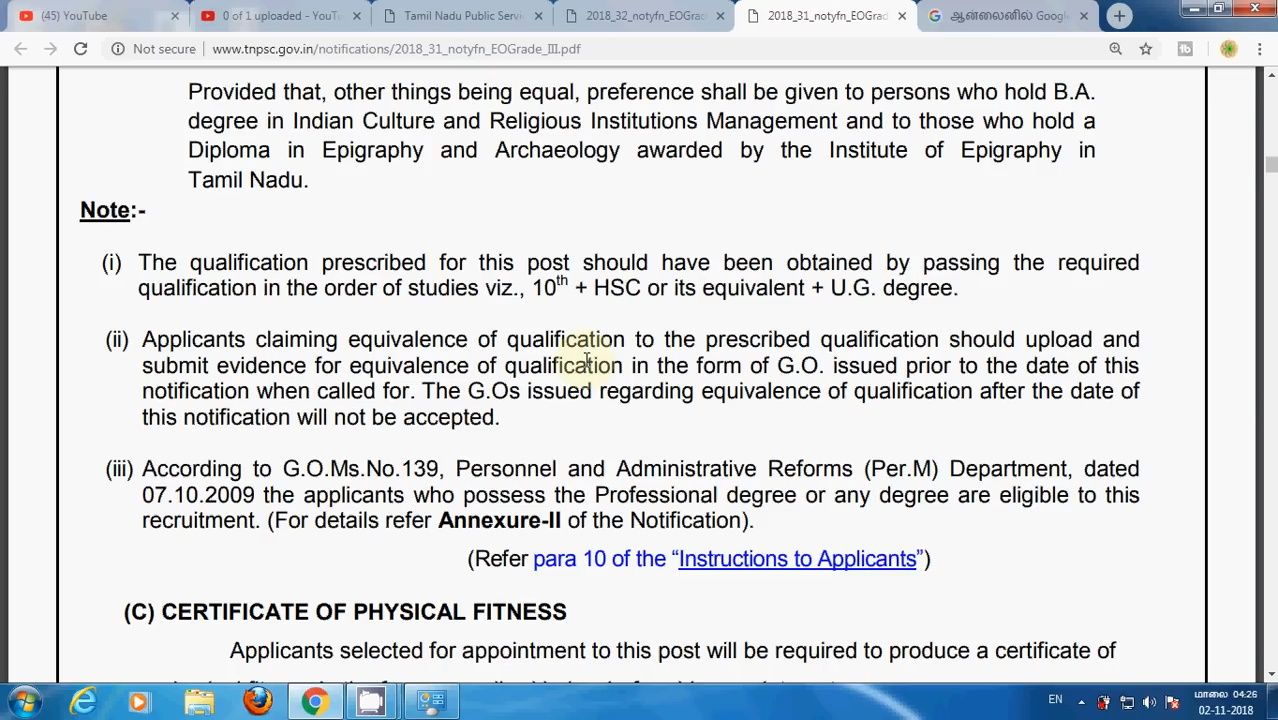 (45) YouTube
0 of 1 uploaded - YouT
Tamil Nadu Public Servi
2018_32_notyfn_EOGrad
2018_31_notyfn_EOGrad
ஆன்லைனில் Google
Not secure | www.tnpsc.gov.in/notifications/2018_31_notyfn_EOGrade_III.pdf
Provided that, other things being equal, preference shall be given to persons who hold B.A.
degree in Indian Culture and Religious Institutions Management and to those who hold a
Diploma in Epigraphy and Archaeology awarded by the Institute of Epigraphy in
Tamil Nadu.
Note:-
(i) The qualification prescribed for this post should have been obtained by passing the required
qualification in the order of studies viz., 10th + HSC or its equivalent + U.G. degree.
(ii) Applicants claiming equivalence of qualification to the prescribed qualification should upload and
submit evidence for equivalence of qualification in the form of G.O. issued prior to the date of this
notification when called for. The G.Os issued regarding equivalence of qualification after the date of
this notification will not be accepted.
(iii) According to G.O.Ms.No.139, Personnel and Administrative Reforms (Per.M) Department, dated
07.10.2009 the applicants who possess the Professional degree or any degree are eligible to this
recruitment. (For details refer Annexure-II of the Notification).
(Refer para 10 of the “Instructions to Applicants”)
(C) CERTIFICATE OF PHYSICAL FITNESS
Applicants selected for appointment to this post will be required to produce a certificate of
EN
மாலை 04:26
02-11-2018